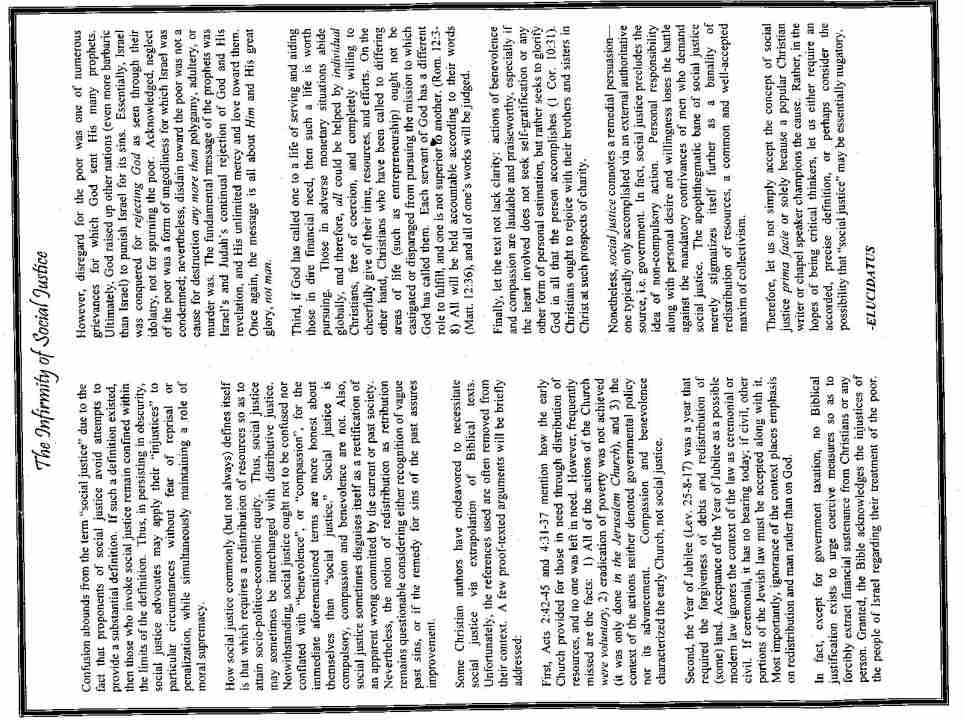 The Infirmity of Social Justice
Confusion abounds from the term "social justice" due to the
fact that proponents of social justice avoid attempts to
provide a substantial definition. If such a definition existed,
then those who invoke social justice remain confined within
the limits of the definition. Thus, in persisting in obscurity,
social justice advocates may apply their "injustices" to
particular circumstances without fear of reprisal or
penalization, while simultaneously maintaining a role of
moral supremacy.
How social justice commonly (but not always) defines itself
is that which requires a redistribution of resources so as to
attain socio-politico-economic equity. Thus, social justice
may sometimes be interchanged with distributive justice.
Nowithstanding, social justice ought not to be confused nor
conflated with "benevolence", or "compassion", for the
immediate aforementioned terms are more honest about
themselves than "social justice." Social justice is
compulsory, compassion and benevolence are not. Also,
social justice sometimes disguises itself as a rectification of
an apparent wrong committed by the current or past society.
Nevertheless, the notion of redistribution as retribution
remains questionable considering either recognition of vague
past sins, or if the remedy for sins of the past assures
improvement.
Some Christian authors have endeavored to necessitate
social justice via extrapolation of Biblical texts.
Unfortunately, the references used are often removed from
their context. A few proof-texted arguments will be briefly
addressed:
First, Acts 2:42-45 and 4:31-37 mention how the early
Church provided for those in need through distribution of
resources, and no one was left in need. However, frequently
missed are the facts: 1) All of the actions of the Church
were voluntary, 2) eradication of poverty was not achieved
(it was only done in the Jerusalem Church), and 3) the
context of the actions neither denoted governmental policy
nor its advancement. Compassion and benevolence
characterized the early Church, not social justice.
Second, the Year of Jubilee (Lev. 25-8-17) was a year that
required the forgiveness of debts and redistribution of
(some) land. Acceptance of the Year of Jubilee as a possible
modern law ignores the context of the law as ceremonial or
civil. If ceremonial, it has no bearing today; if civil, other
portions of the Jewish law must be accepted along with it.
Most importantly, ignorance of the context places emphasis
on redistribution and man rather than on God.
In fact, except for government taxation, no Biblical
justification exists to urge coercive measures so as to
forcibly extract financial sustenance from Christians or any
person. Granted, the Bible acknowledges the injustices of
the people of Israel regarding their treatment of the poor.
However, disregard for the poor was one of numerous
grievances for which God sent His many prophets.
Ultimately, God raised up other nations (even more barbaric
than Israel) to punish Israel for its sins. Essentially, Israel
was conquered for rejecting God as seen through their
idolatry, not for spurning the poor. Acknowledged, neglect
of the poor was a form of ungodliness for which Israel was
condemned; nevertheless, disdain toward the poor was not a
cause for destruction any more than polygamy, adultery, or
murder was. The fundamental message of the prophets was
Israel's and Judah's continual rejection of God and His
revelation, and His unlimited mercy and love toward them.
Once again, the message is all about Him and His great
glory, not man.
Third, if God has called one to a life of serving and aiding
those in dire financial need, then such a life is worth
pursuing. Those in adverse monetary situations abide
globally, and therefore, all could be helped by individual
Christians, free of coercion, and completely willing to
cheerfully give of their time, resources, and efforts. On the
other hand, Christians who have been called to differing
areas of life (such as entrepreneurship) ought not be
castigated or disparaged from pursuing the mission to which
God has called them. Each servant of God has a different
role to fulfill, and one is not superior to another. (Rom. 12:3-
8) All will be held accountable according to their words
(Matt. 12:36), and each one's works will be judged.
Finally, let the text not lack clarity; actions of benevolence
and compassion are laudable and praiseworthy, especially if
the heart involved does not seek self-gratification or any
other form of personal estimation, but rather seeks to glorify
God in all that the person accomplishes (1 Cor. 10:31).
Christians ought to rejoice with their brothers and sisters in
Christ at such prospects of charity.
Nonetheless, social justice connotes a remedial persuasion—
one typically only accomplished via an external authoritative
source, i.e. government. In fact, social justice precludes the
idea of non-compulsory action. Personal responsibility
along with personal desire and willingness loses the battle
against the mandatory contrivances of men who demand
social justice. The apophthegmatic bane of social justice
merely stigmatizes itself further as a banality of
redistribution of resources, a common and well-accepted
maxim of collectivism.
Therefore, let us not simply accept the concept of social
justice prima facie or solely because a popular Christian
writer or speaker champions the cause. Rather, in the
hopes of being critical thinkers, let us either require an
accorded, precise definition, or perhaps consider the
possibility that "social justice" may be essentially nugatory.
-ELUCIDATUS